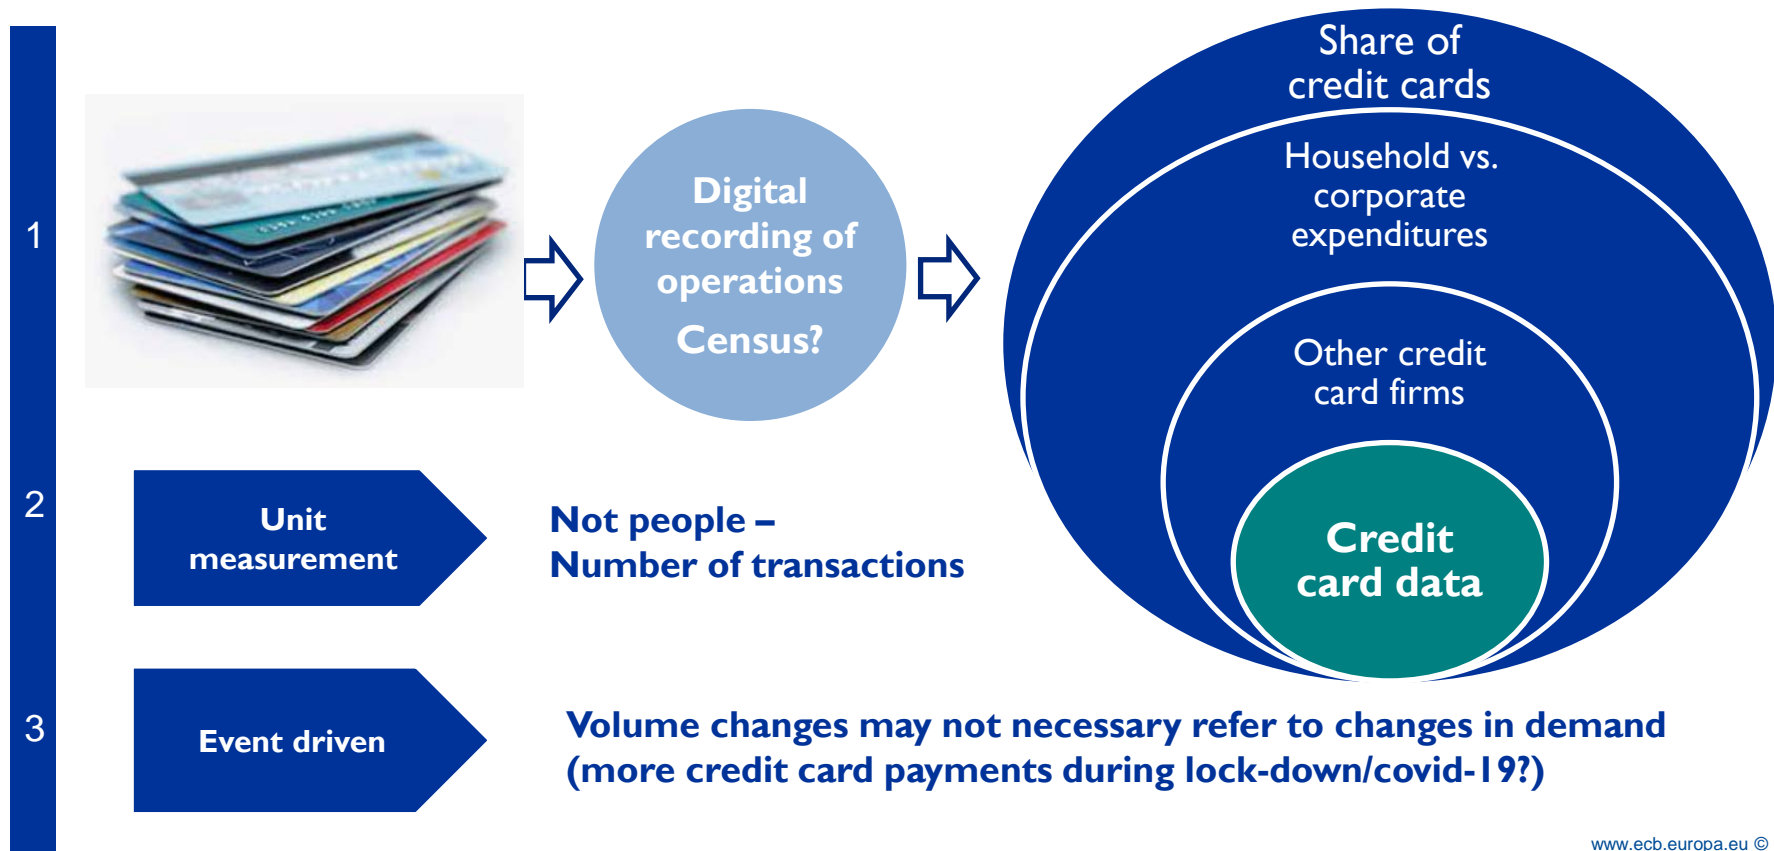 1
Digital
recording of
operations
Census?
Share of
credit cards
Household vs.
corporate
expenditures
Other credit
card firms
Credit
card data
2
Unit
measurement
Not people –
Number of transactions
3
Event driven
Volume changes may not necessary refer to changes in demand
(more credit card payments during lock-down/covid-19?)
www.ecb.europa.eu ©